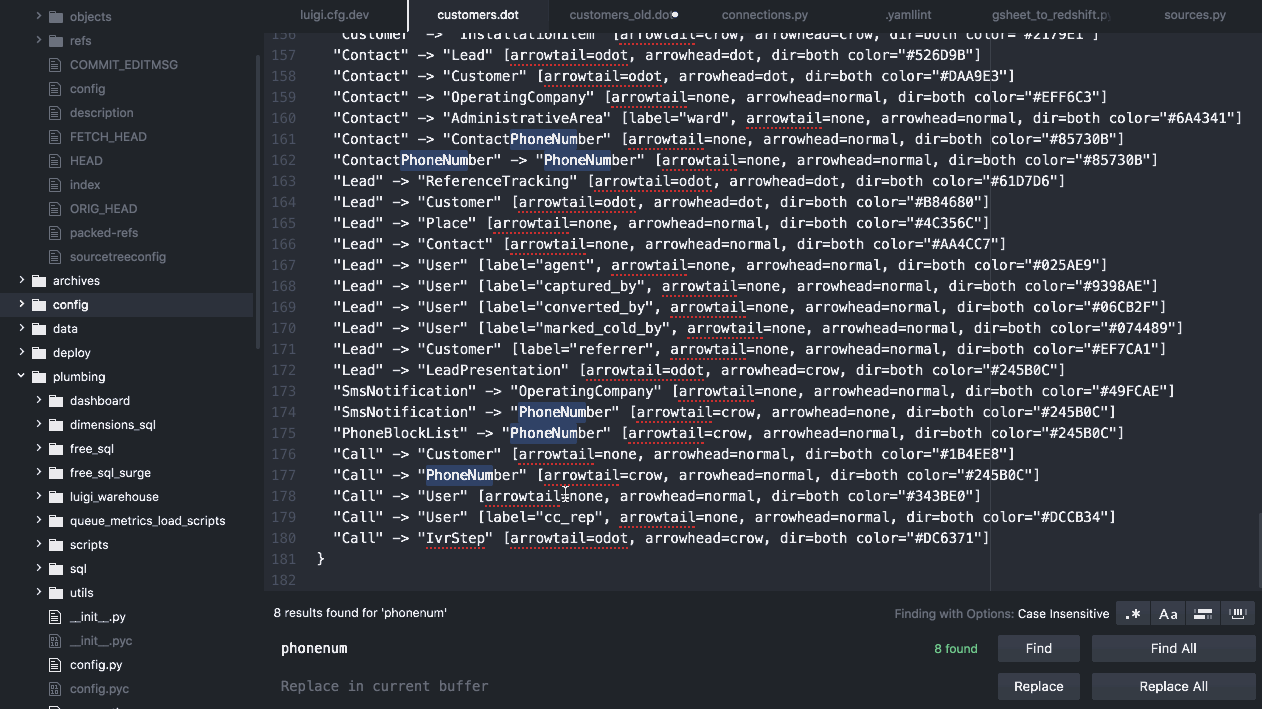 objects
refs
COMMIT_EDITMSG
config
description
FETCH_HEAD
HEAD
index
ORIG_HEAD
packed-refs
sourcetreeconfig
archives
config
data
deploy
plumbing
dashboard
dimensions_sql
free_sql
free_sql_surge
luigi_warehouse
queue_metrics_load_scripts
scripts
sql
utils
__init__.py
__init__.pyc
config.py
config.pyc
luigi.cfg.dev
customers.dot
customers_old.dot
connections.py
.yamllint
gsheet_to_redshift.py
sources.py
156 "Customer" -> "InstallationItem" [arrowtail=crow, arrowhead=crow, dir=both color="#2179E1"]
157 "Contact" -> "Lead" [arrowtail=odot, arrowhead=dot, dir=both color="#526D9B"]
158 "Contact" -> "Customer" [arrowtail=odot, arrowhead=dot, dir=both color="#DAA9E3"]
159 "Contact" -> "OperatingCompany" [arrowtail=none, arrowhead=normal, dir=both color="#EFF6C3"]
160 "Contact" -> "AdministrativeArea" [label="ward", arrowtail=none, arrowhead=normal, dir=both color="#6A4341"]
161 "Contact" -> "ContactPhoneNumber" [arrowtail=none, arrowhead=normal, dir=both color="#85730B"]
162 "ContactPhoneNumber" -> "PhoneNumber" [arrowtail=none, arrowhead=normal, dir=both color="#85730B"]
163 "Lead" -> "ReferenceTracking" [arrowtail=odot, arrowhead=dot, dir=both color="#61D7D6"]
164 "Lead" -> "Customer" [arrowtail=odot, arrowhead=dot, dir=both color="#B84680"]
165 "Lead" -> "Place" [arrowtail=none, arrowhead=normal, dir=both color="#4C356C"]
166 "Lead" -> "Contact" [arrowtail=none, arrowhead=normal, dir=both color="#AA4CC7"]
167 "Lead" -> "User" [label="agent", arrowtail=none, arrowhead=normal, dir=both color="#025AE9"]
168 "Lead" -> "User" [label="captured_by", arrowtail=none, arrowhead=normal, dir=both color="#9398AE"]
169 "Lead" -> "User" [label="converted_by", arrowtail=none, arrowhead=normal, dir=both color="#06CB2F"]
170 "Lead" -> "User" [label="marked_cold_by", arrowtail=none, arrowhead=normal, dir=both color="#074489"]
171 "Lead" -> "Customer" [label="referrer", arrowtail=none, arrowhead=normal, dir=both color="#EF7CA1"]
172 "Lead" -> "LeadPresentation" [arrowtail=odot, arrowhead=crow, dir=both color="#245B0C"]
173 "SmsNotification" -> "OperatingCompany" [arrowtail=none, arrowhead=normal, dir=both color="#49FCAE"]
174 "SmsNotification" -> "PhoneNumber" [arrowtail=crow, arrowhead=none, dir=both color="#245B0C"]
175 "PhoneBlockList" -> "PhoneNumber" [arrowtail=crow, arrowhead=normal, dir=both color="#245B0C"]
176 "Call" -> "Customer" [arrowtail=none, arrowhead=normal, dir=both color="#1B4EE8"]
177 "Call" -> "PhoneNumber" [arrowtail=crow, arrowhead=normal, dir=both color="#245B0C"]
178 "Call" -> "User" [arrowtail=none, arrowhead=normal, dir=both color="#343BE0"]
179 "Call" -> "User" [label="cc_rep", arrowtail=none, arrowhead=normal, dir=both color="#DCCB34"]
180 "Call" -> "IvrStep" [arrowtail=odot, arrowhead=crow, dir=both color="#DC6371"]
181 }
182
8 results found for 'phonenum'
Finding with Options: Case Insensitive
.* Aa
phonenum
8 found
Find
Find All
Replace in current buffer
Replace
Replace All